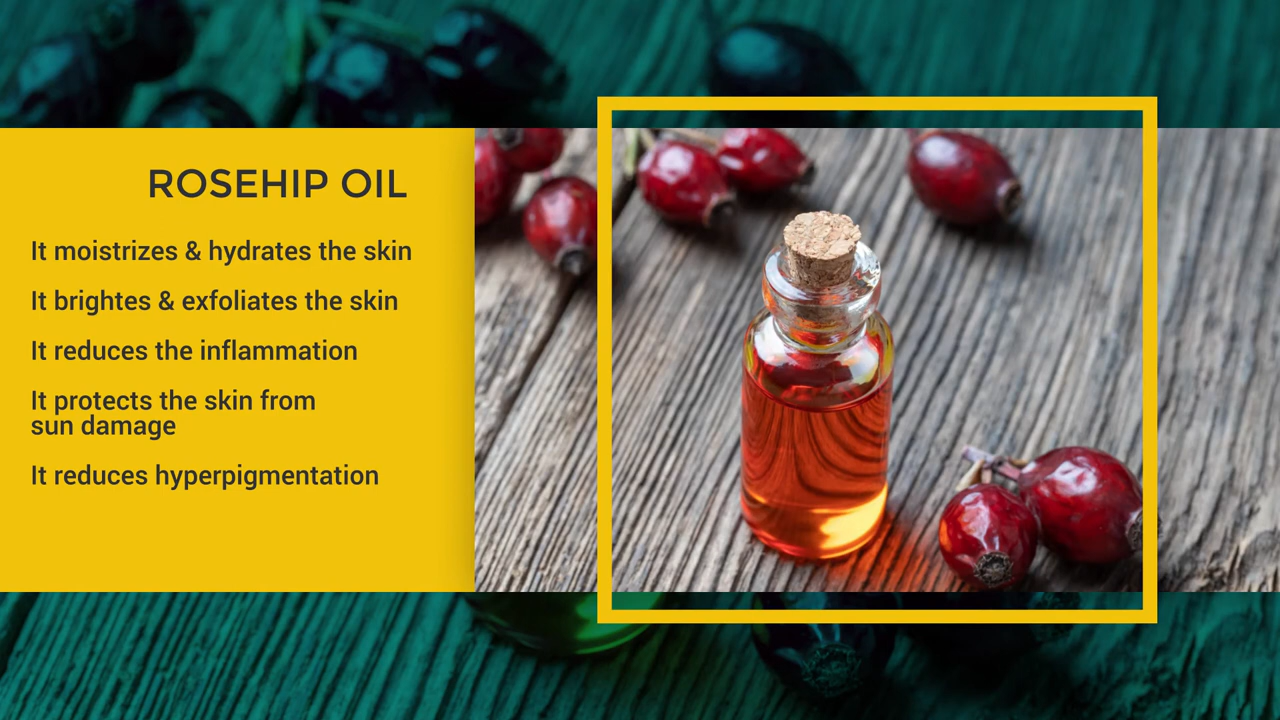 ROSEHIP OIL
It moistrizes & hydrates the skin
It brightes & exfoliates the skin
It reduces the inflammation
It protects the skin from
sun damage
It reduces hyperpigmentation